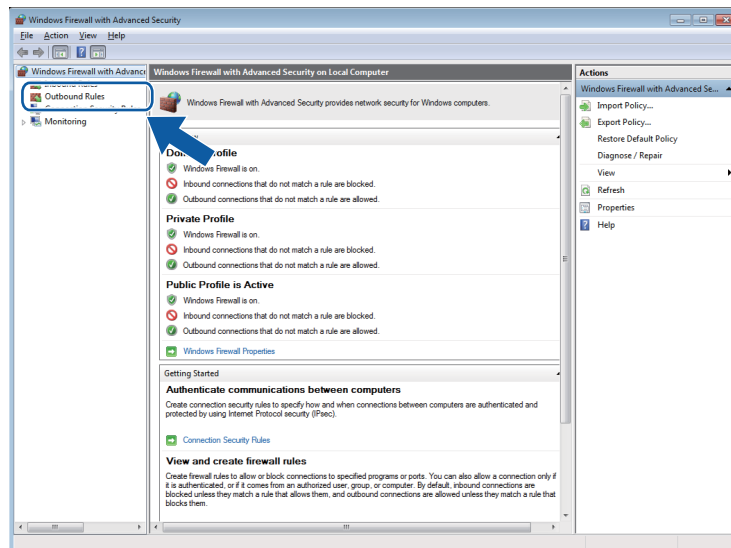 Windows Firewall with Advanced Security
File Action View Help
Windows Firewall with Advanc
Outbound Rules
Monitoring
Windows Firewall with Advanced Security on Local Computer
Windows Firewall with Advanced Security provides network security for Windows computers.
Windows Firewall is on.
Inbound connections that do not match a rule are blocked.
Outbound connections that do not match a rule are allowed.
Private Profile
Windows Firewall is on.
Inbound connections that do not match a rule are blocked.
Outbound connections that do not match a rule are allowed.
Public Profile is Active
Windows Firewall is on.
Inbound connections that do not match a rule are blocked.
Outbound connections that do not match a rule are allowed.
Windows Firewall Properties
Getting Started
Authenticate communications between computers
Create connection security rules to specify how and when connections between computers are authenticated and
protected by using Internet Protocol security (IPsec).
Connection Security Rules
View and create firewall rules
Create firewall rules to allow or block connections to specified programs or ports. You can also allow a connection only if
it is authenticated, or if it comes from an authorized user, group, or computer. By default, inbound connections are
blocked unless they match a rule that allows them, and outbound connections are allowed unless they match a rule that
blocks them.
Actions
Windows Firewall with Advanced Se...
Import Policy...
Export Policy...
Restore Default Policy
Diagnose / Repair
View
Refresh
Properties
Help